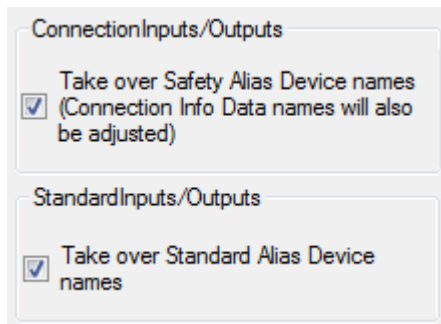 ConnectionInputs/Outputs
Take over Safety Alias Device names
(Connection Info Data names will also
be adjusted)
StandardInputs/Outputs
Take over Standard Alias Device
names